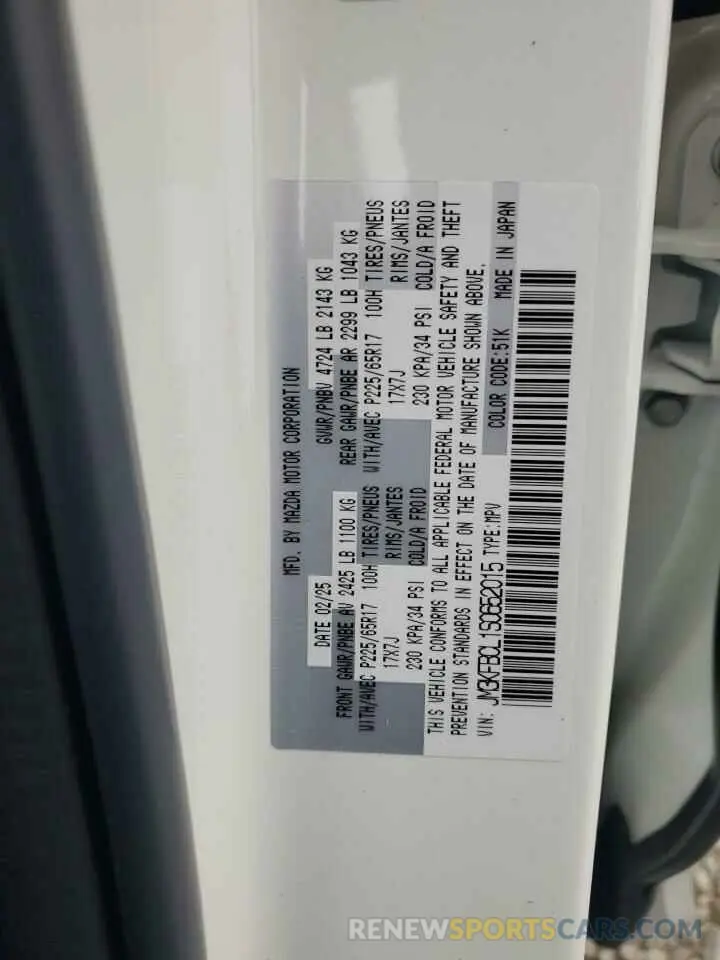 MFD. BY MAZDA MOTOR CORPORATION
DATE 02/25 GVWR/PNBV 4724 LB 2143 KG
FRONT GAWR/PNBE AV 2425 LB 1100 KG REAR GAWR/PNBE AR 2299 LB 1043 KG
WITH/AVEC P225/65R17 100H TIRES/PNEUS WITH/AVEC P225/65R17 100H TIRES/PNEUS
17X7J RIMS/JANTES 17X7J RIMS/JANTES
230 KPA/34 PSI COLD/A FROID 230 KPA/34 PSI COLD/A FROID
THIS VEHICLE CONFORMS TO ALL APPLICABLE FEDERAL MOTOR VEHICLE SAFETY AND THEFT
PREVENTION STANDARDS IN EFFECT ON THE DATE OF MANUFACTURE SHOWN ABOVE.
VIN: JM3KFBCL1S0652015 TYPE:MPV COLOR CODE:51K MADE IN JAPAN
RENEWSPORTSCARS.COM